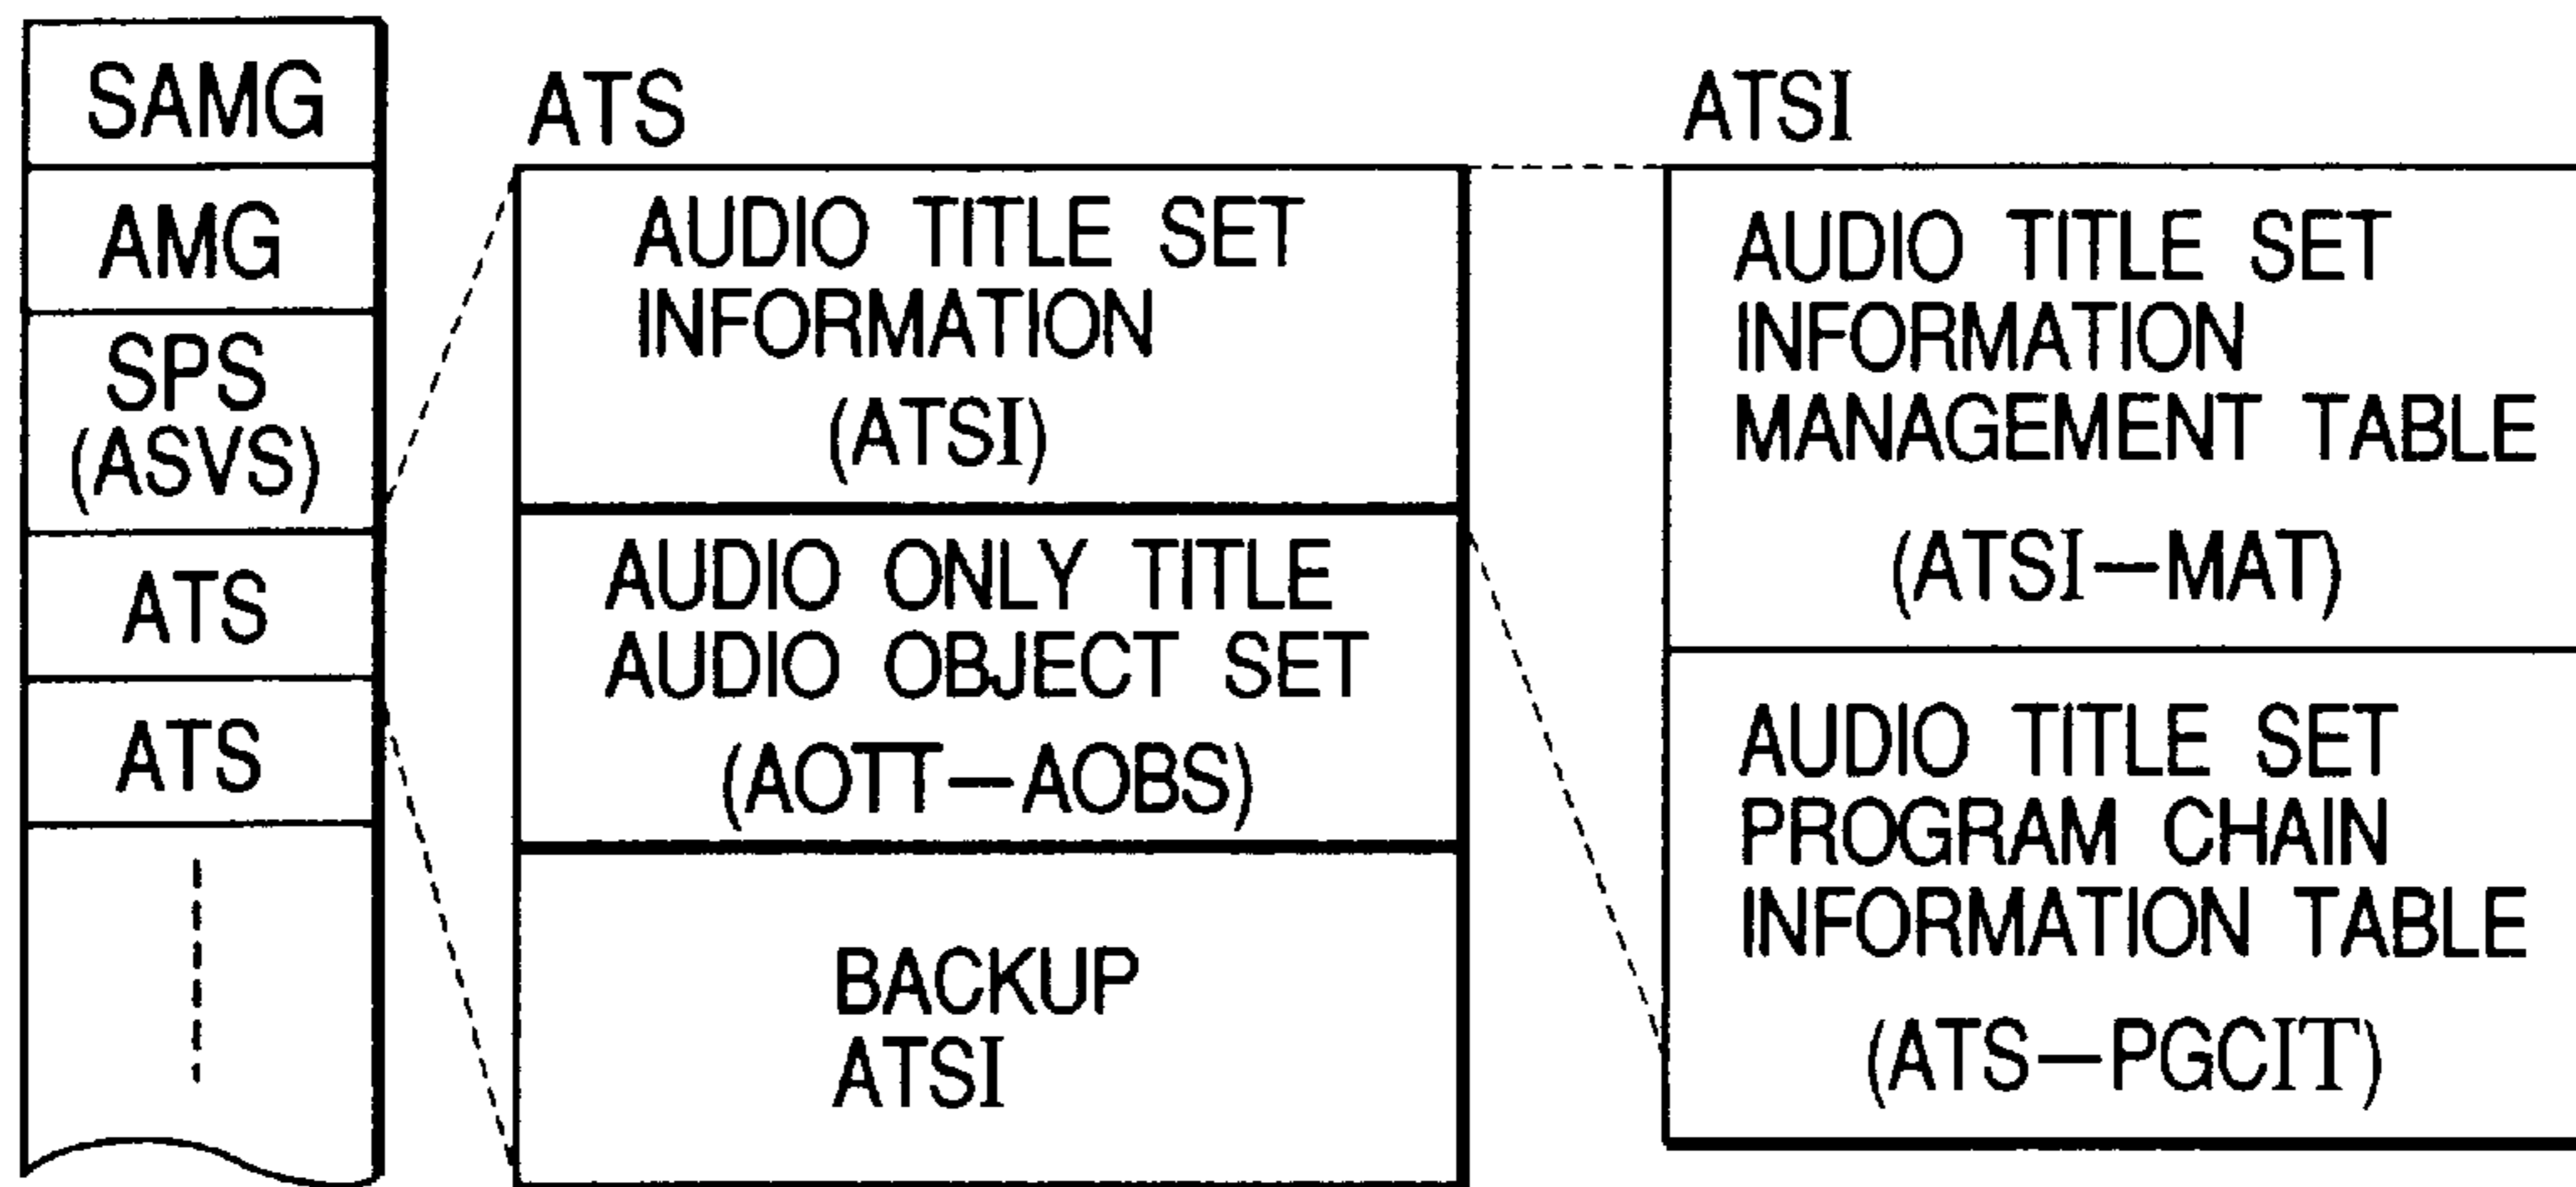 SAMG
AMG
SPS
(ASVS)
ATS
ATS
ATS
AUDIO TITLE SET
INFORMATION
(ATSI)
AUDIO ONLY TITLE
AUDIO OBJECT SET
(AOTT–AOBS)
BACKUP
ATSI
ATSI
AUDIO TITLE SET
INFORMATION
MANAGEMENT TABLE
(ATSI–MAT)
AUDIO TITLE SET
PROGRAM CHAIN
INFORMATION TABLE
(ATS–PGCIT)